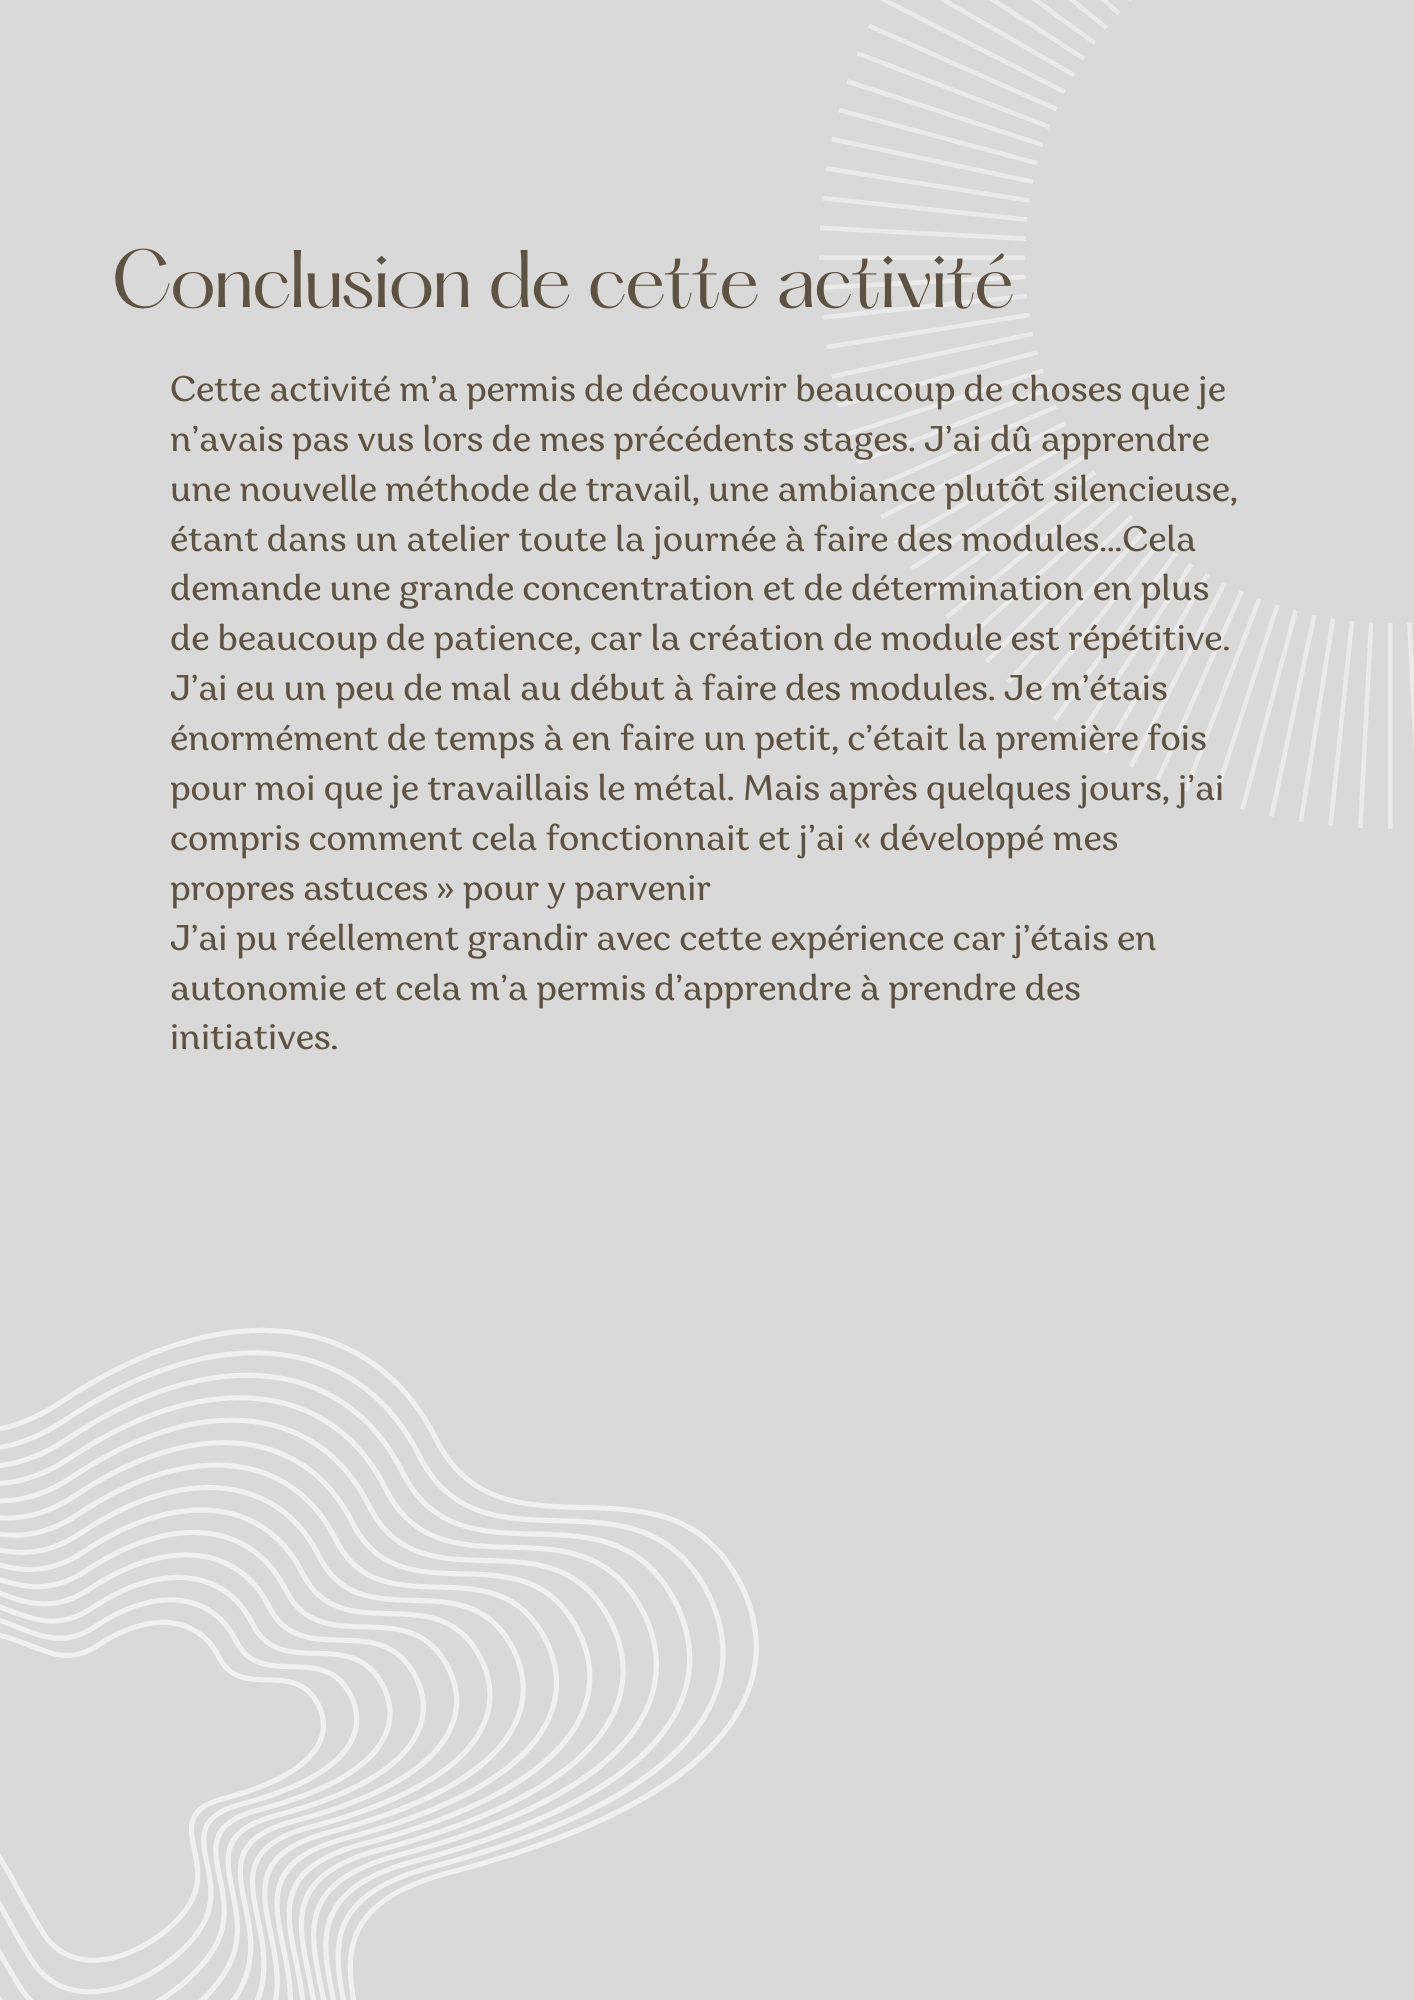 Conclusion de cette activité
Cette activité m’a permis de découvrir beaucoup de choses que je
n’avais pas vus lors de mes précédents stages. J’ai dû apprendre
une nouvelle méthode de travail, une ambiance plutôt silencieuse,
étant dans un atelier toute la journée à faire des modules...Cela
demande une grande concentration et de détermination en plus
de beaucoup de patience, car la création de module est répétitive.
J’ai eu un peu de mal au début à faire des modules. Je m’étais
énormément de temps à en faire un petit, c’était la première fois
pour moi que je travaillais le métal. Mais après quelques jours, j’ai
compris comment cela fonctionnait et j’ai « développé mes
propres astuces » pour y parvenir
J’ai pu réellement grandir avec cette expérience car j’étais en
autonomie et cela m’a permis d’apprendre à prendre des
initiatives.